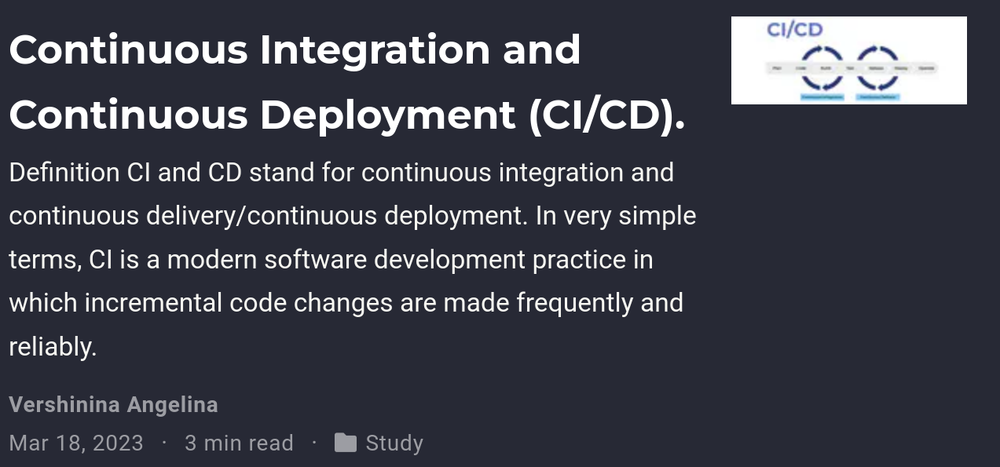 Continuous Integration and
Continuous Deployment (CI/CD).
Definition CI and CD stand for continuous integration and
continuous delivery/continuous deployment. In very simple
terms, CI is a modern software development practice in
which incremental code changes are made frequently and
reliably.
Vershinina Angelina
Mar 18, 2023 · 3 min read · Study
CI/CD